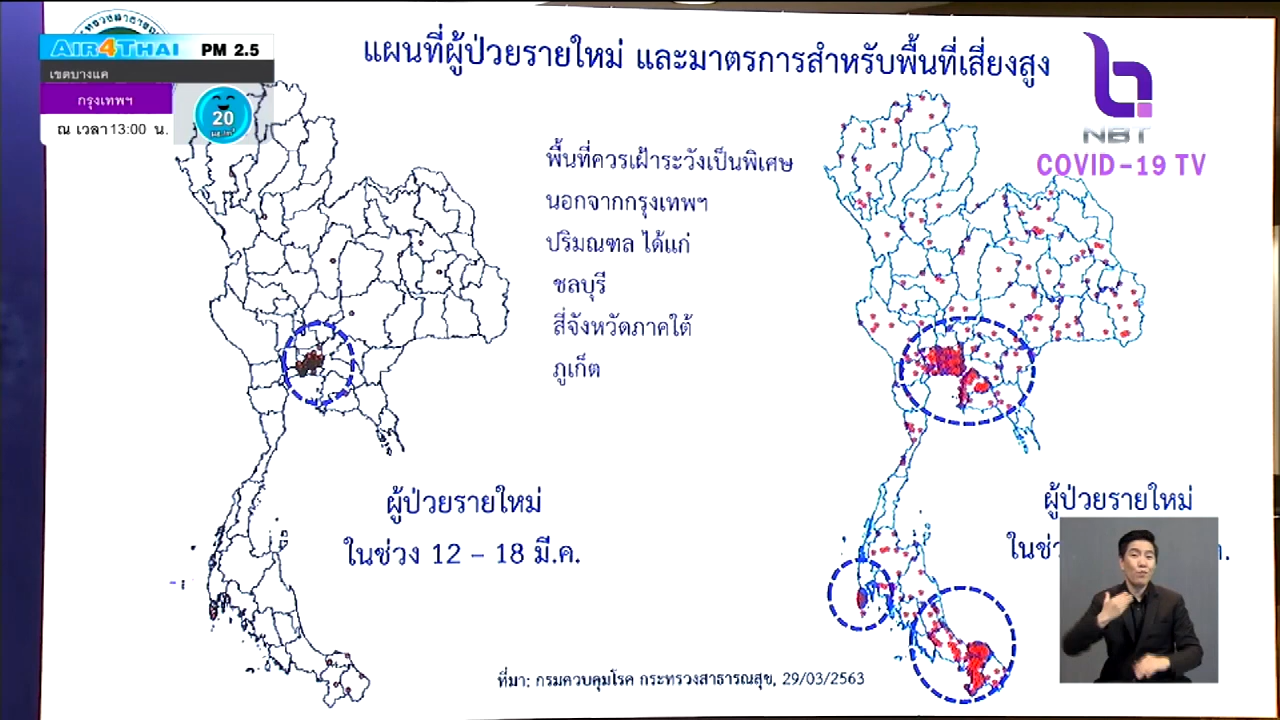 AIR4THAI PM 2.5
เขตบางแค
กรุงเทพฯ
20
ณ เวลา13:00 น.
แผนที่ผู้ป่วยรายใหม่ และมาตรการสำหรับพื้นที่เสี่ยงสูง
NBT
COVID-19 TV
พื้นที่ควรเฝ้าระวังเป็นพิเศษ
นอกจากกรุงเทพฯ
ปริมณฑล ได้แก่
ชลบุรี
สี่จังหวัดภาคใต้
ภูเก็ต
ผู้ป่วยรายใหม่
ในช่วง 12 – 18 มี.ค.
ผู้ป่วยรายใหม่
ที่มา: กรมควบคุมโรค กระทรวงสาธารณสุข, 29/03/2563